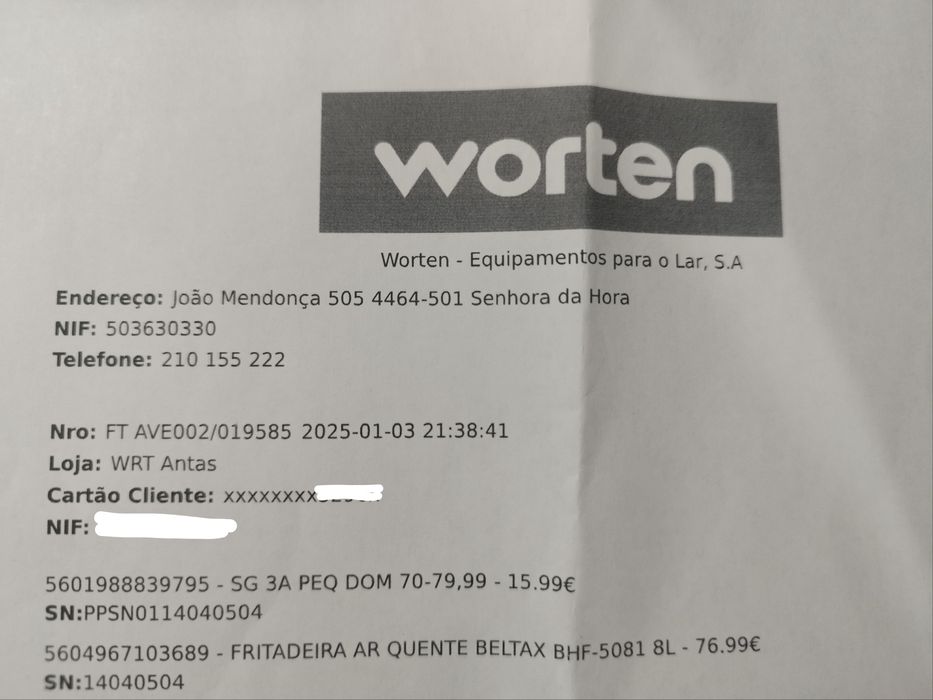 worten
Worten - Equipamentos para o Lar, S.A
Endereço: João Mendonça 505 4464-501 Senhora da Hora
NIF: 503630330
Telefone: 210 155 222
Nro: FT AVE002/019585 2025-01-03 21:38:41
Loja: WRT Antas
Cartão Cliente: xxxxxxxx
NIF:
5601988839795 - SG 3A PEQ DOM 70-79,99 - 15.99€
SN:PPSN0114040504
5604967103689 - FRITADEIRA AR QUENTE BELTAX BHF-5081 8L - 76.99€
SN:14040504